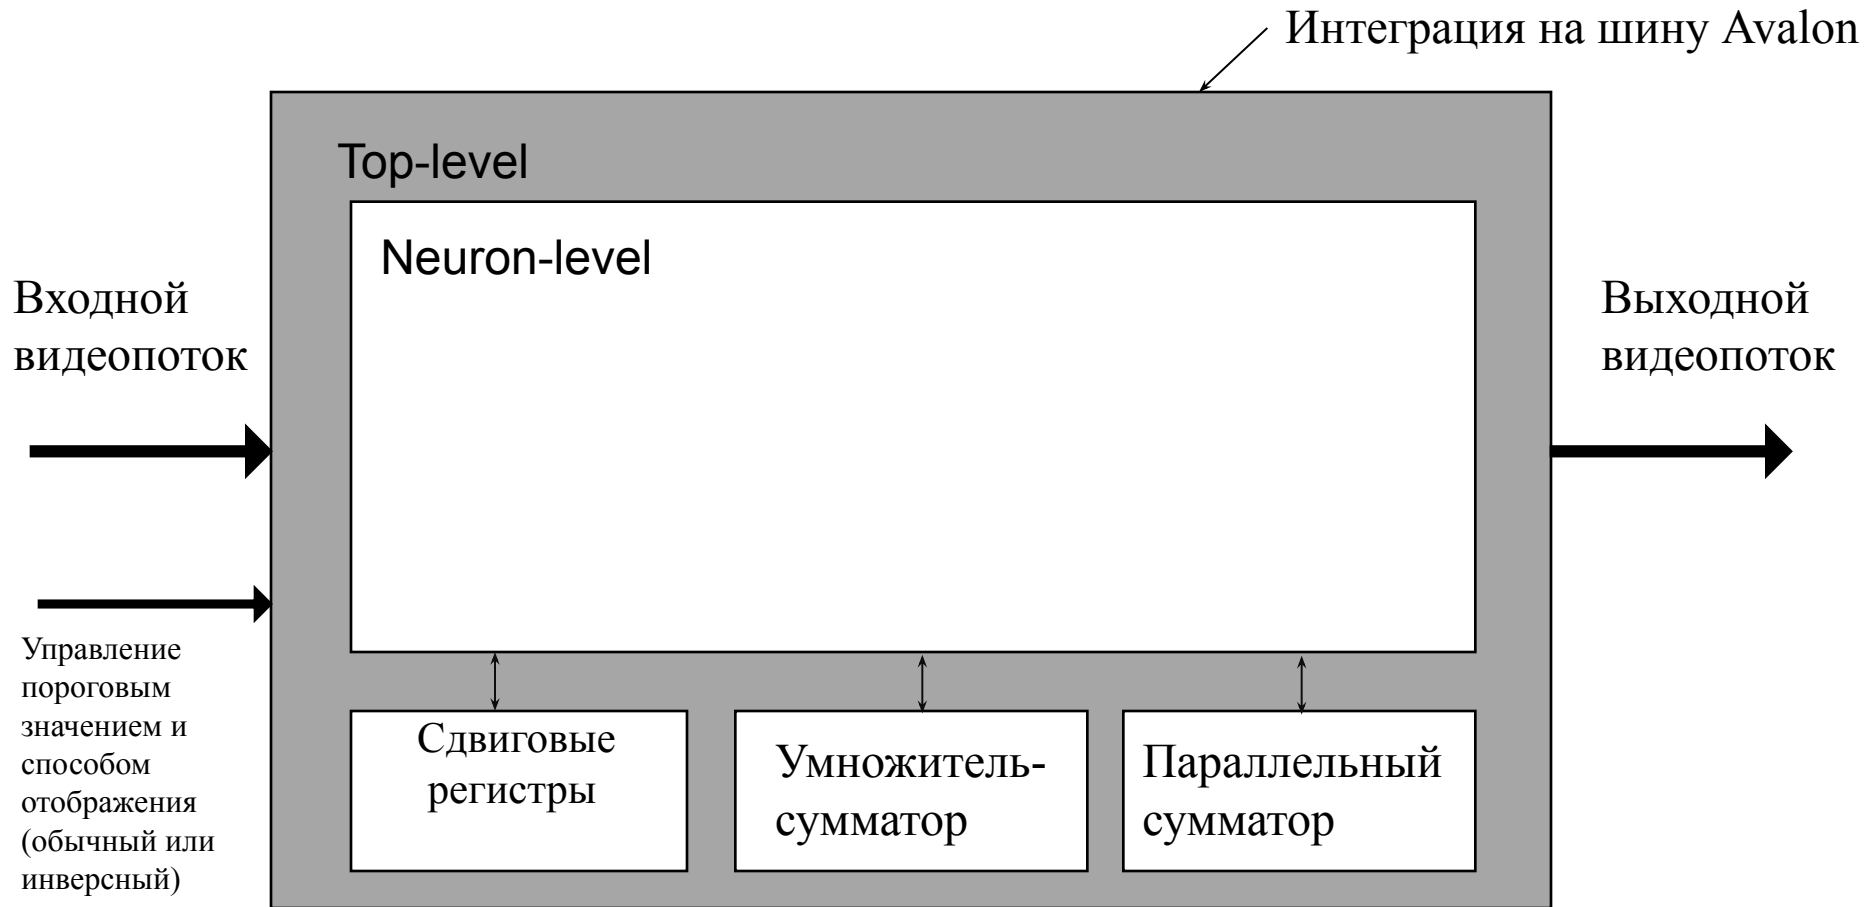 Интеграция на шину Avalon
Top-level
Neuron-level
Входной
видеопоток
Выходной
видеопоток
Управление
пороговым
значением и
способом
отображения
(обычный или
инверсный)
Сдвиговые
регистры
Умножитель-
сумматор
Параллельный
сумматор